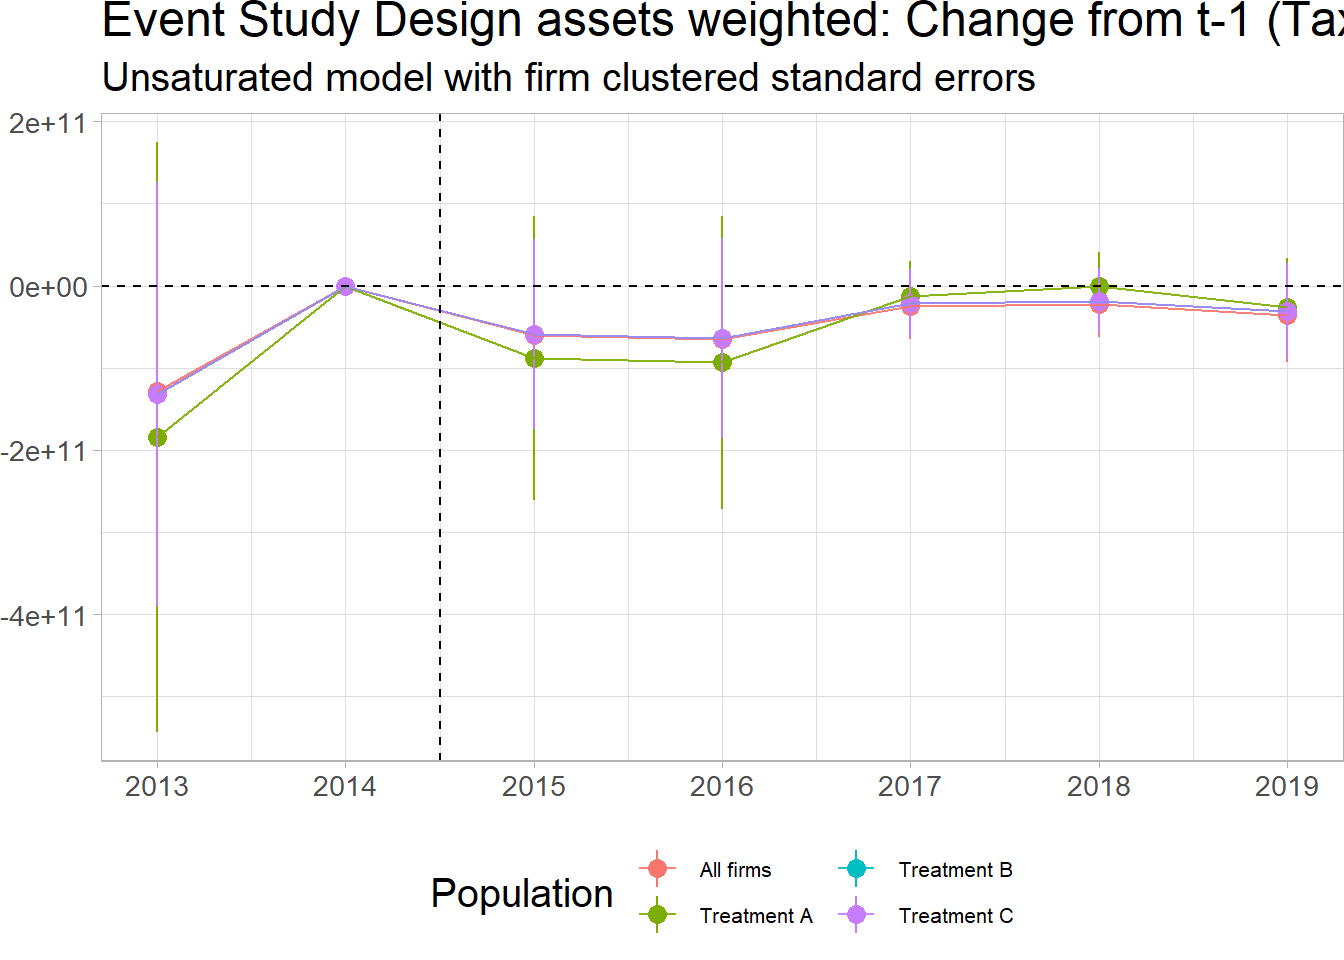 Event Study Design assets weighted: Change from t-1 (Tax
Unsaturated model with firm clustered standard errors
2e+11
0e+00
-2e+11
-4e+11
2013 2014 2015 2016 2017 2018 2019
Population
All firms
Treatment A
Treatment B
Treatment C